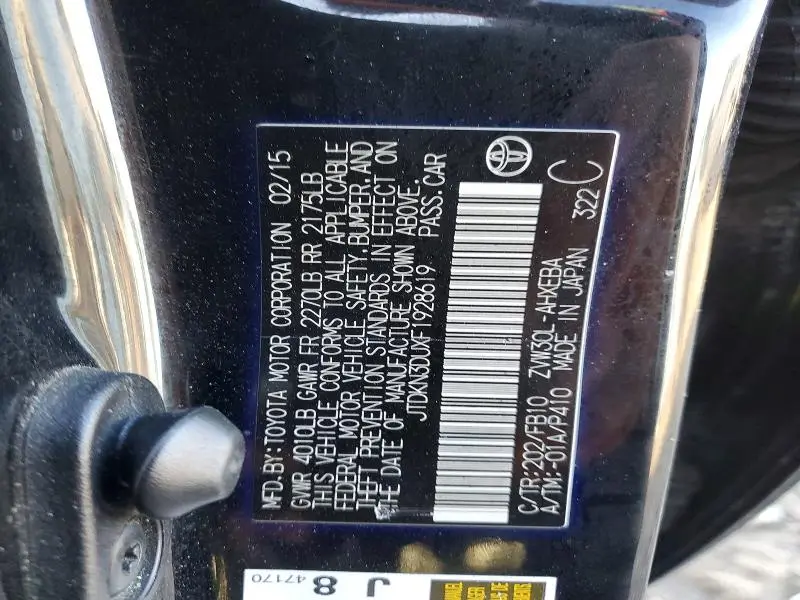 MFD.BY:TOYOTA MOTOR CORPORATION 02/15
GVWR 4010LB GAWR FR 2270LB RR 2175LB
THIS VEHICLE CONFORMS TO ALL APPLICABLE
FEDERAL MOTOR VEHICLE SAFETY, BUMPER, AND
THEFT PREVENTION STANDARDS IN EFFECT ON
THE DATE OF MANUFACTURE SHOWN ABOVE.
JTDKN3DUXF1928619 PASS.CAR
C/TR:202/FB10 ZVW30L-AHXEBA
A/TM:-01A/P410 MADE IN JAPAN 322 C
J 8
47170